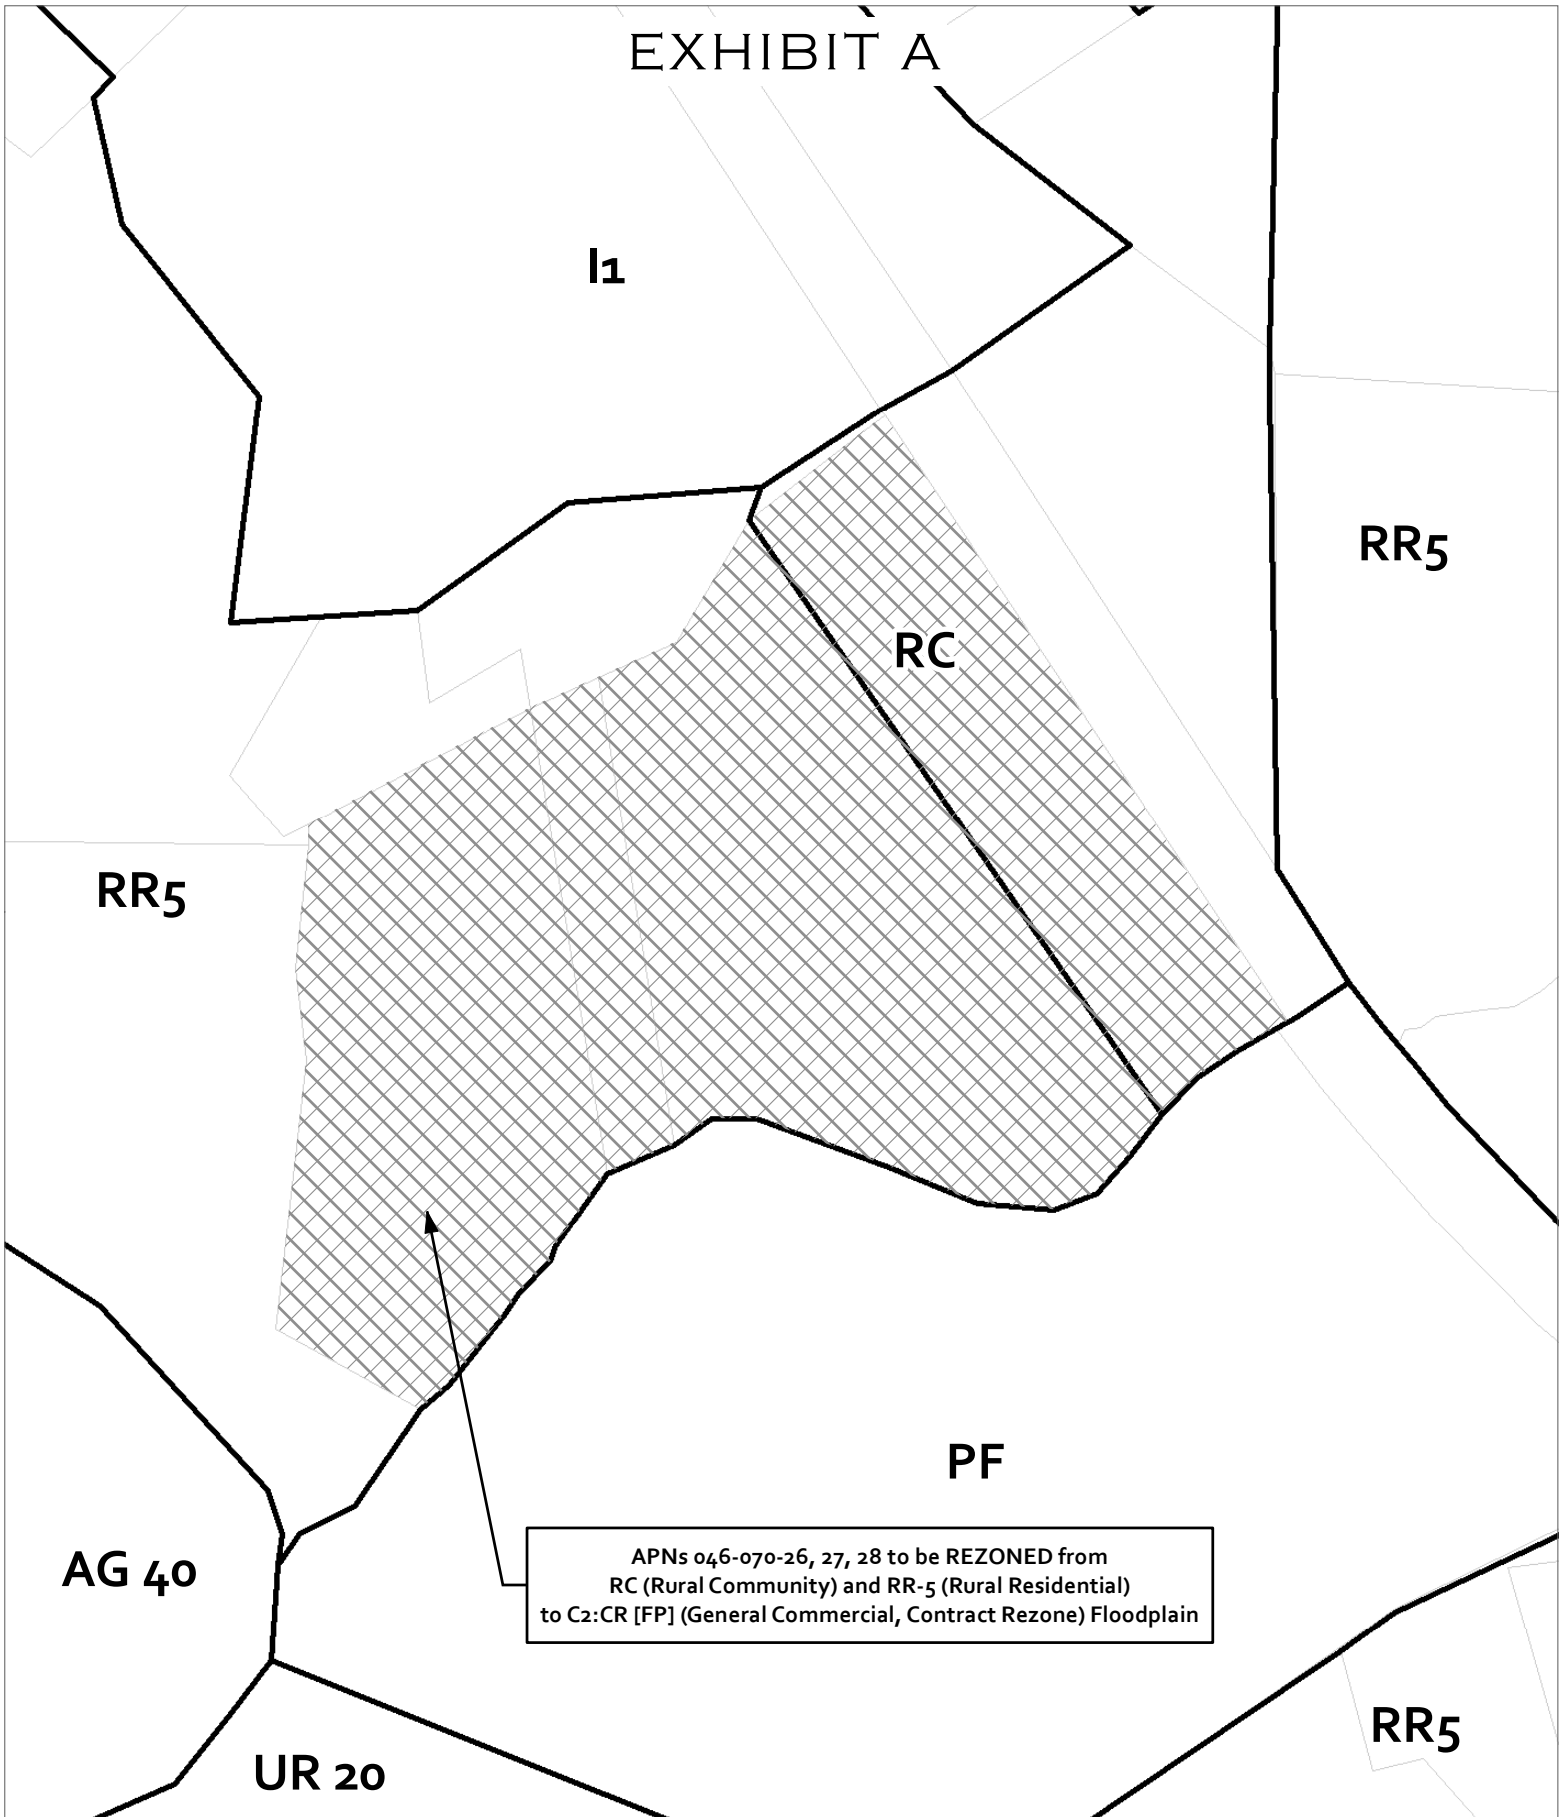 EXHIBIT A
I1
RR5
RC
RR5
PF
APNs 046-070-26, 27, 28 to be REZONED from
RC (Rural Community) and RR-5 (Rural Residential)
to C2:CR [FP] (General Commercial, Contract Rezone) Floodplain
AG 40
RR5
UR 20